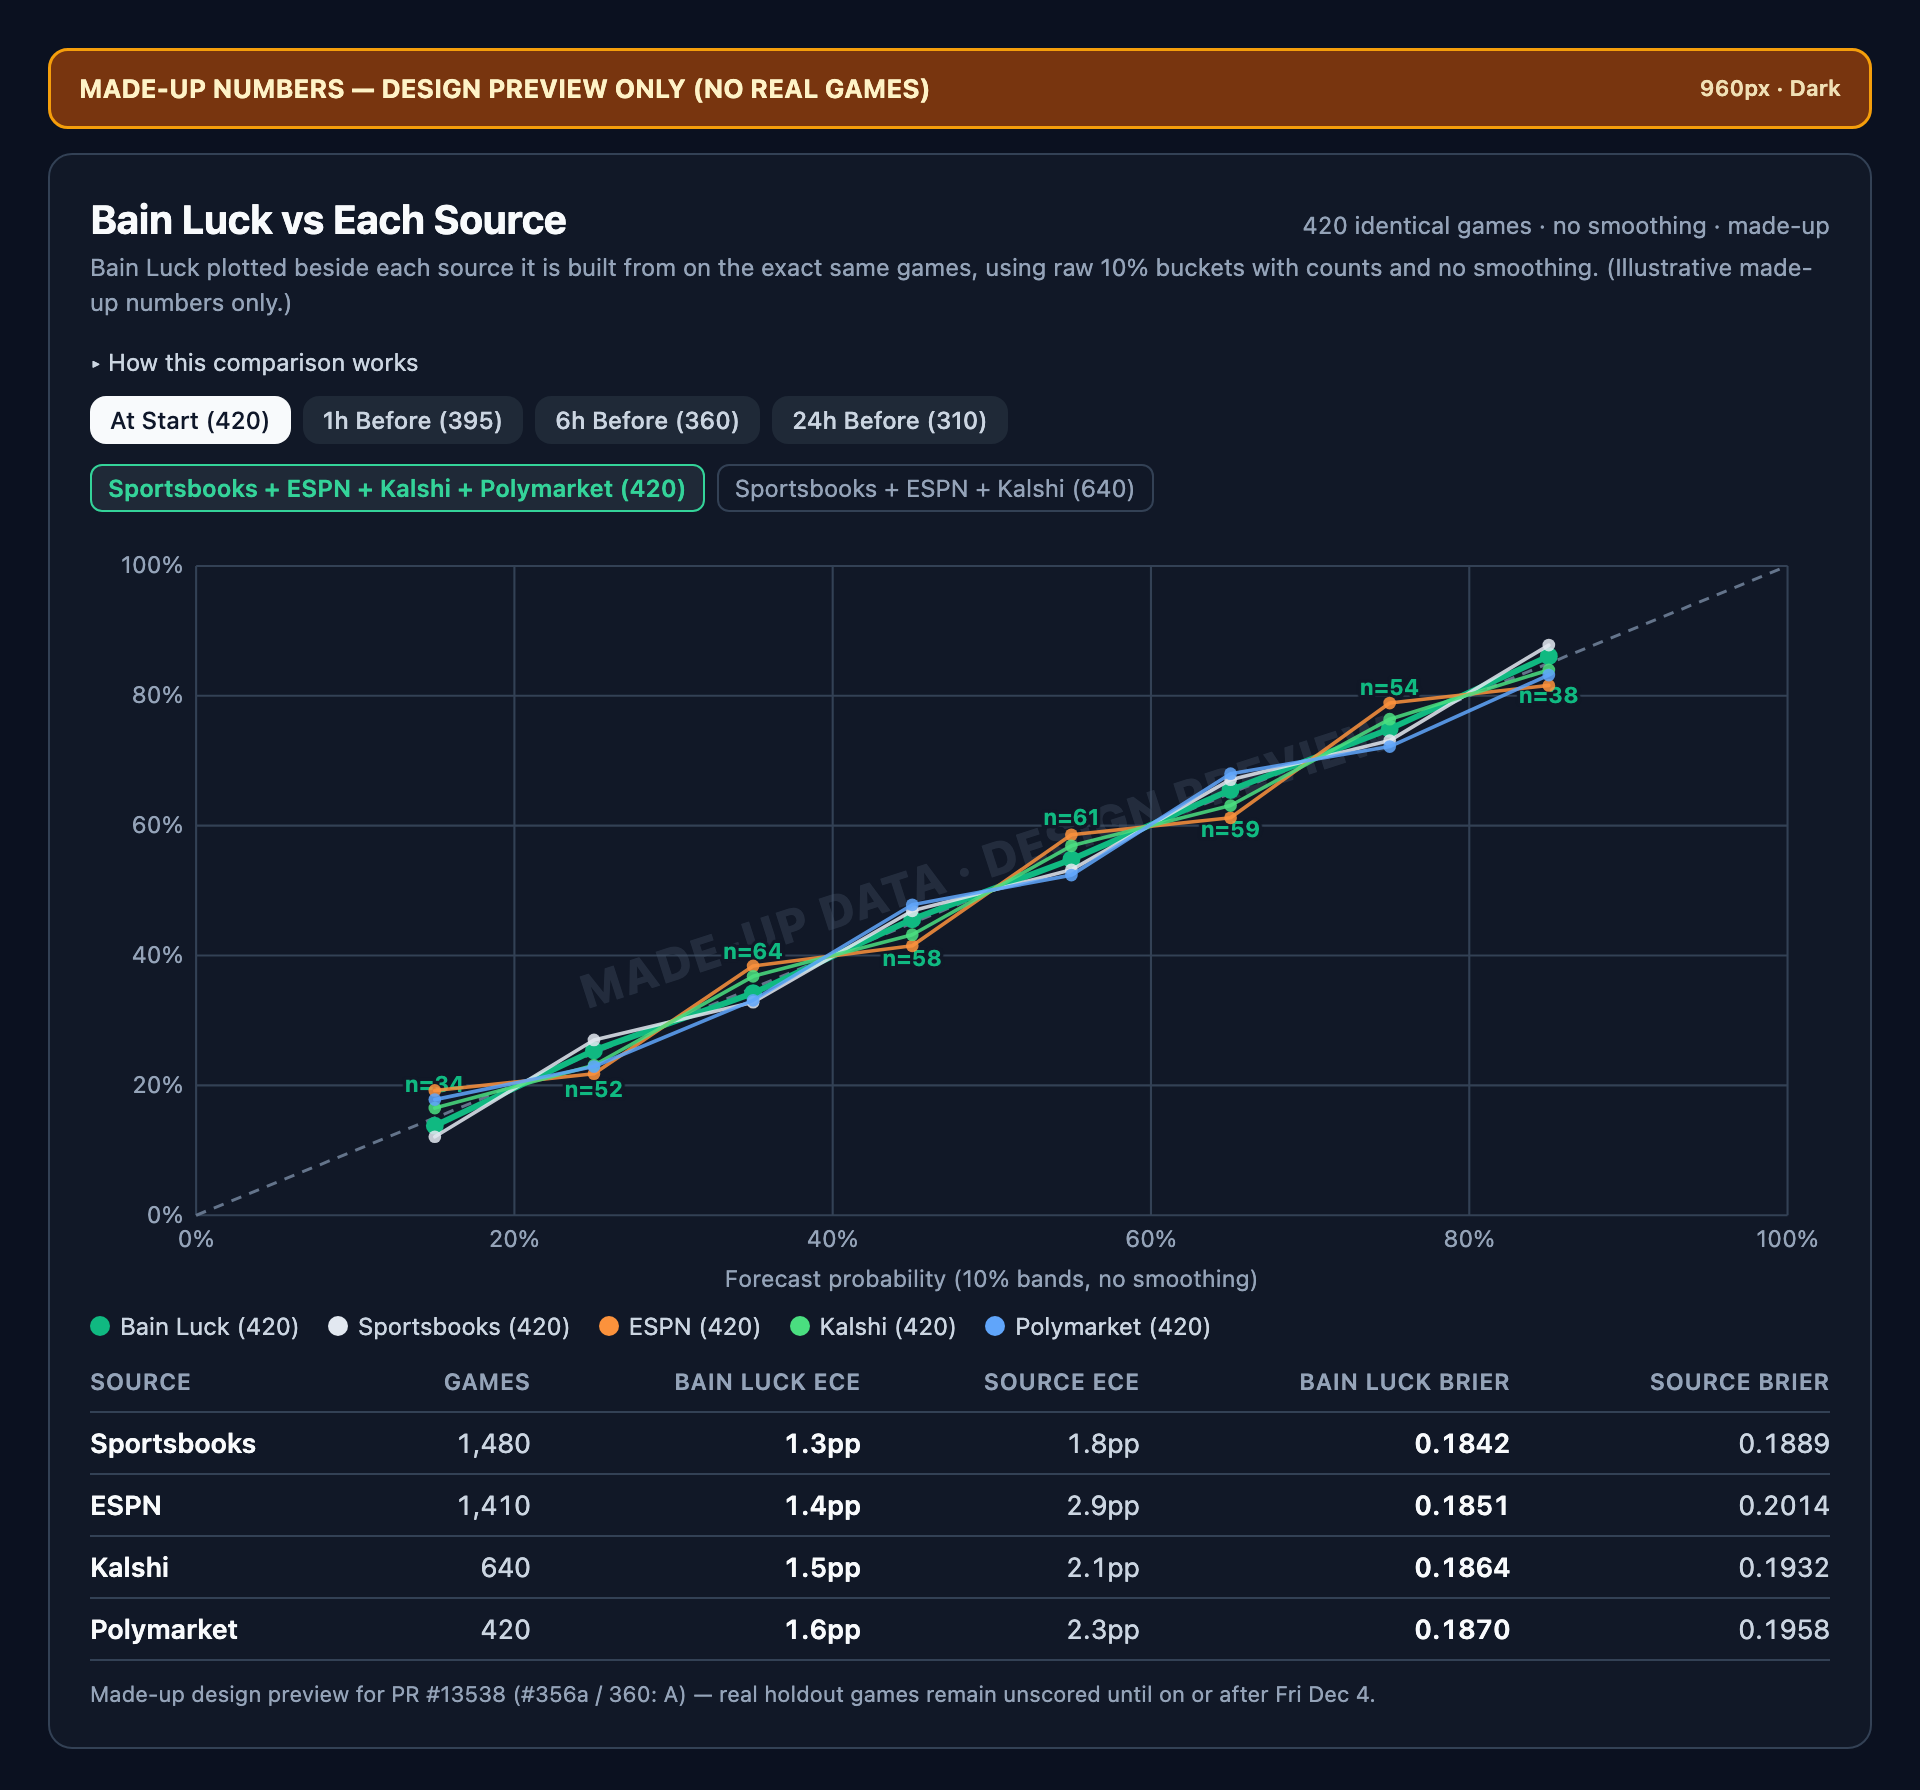 MADE-UP NUMBERS — DESIGN PREVIEW ONLY (NO REAL GAMES)
960px · Dark
Bain Luck vs Each Source
420 identical games · no smoothing · made-up
Bain Luck plotted beside each source it is built from on the exact same games, using raw 10% buckets with counts and no smoothing. (Illustrative made-
up numbers only.)
▸ How this comparison works
At Start (420)
1h Before (395)
6h Before (360)
24h Before (310)
Sportsbooks + ESPN + Kalshi + Polymarket (420)
Sportsbooks + ESPN + Kalshi (640)
100%
80%
60%
40%
20%
0%
MADE-UP DATA · DESIGN PREVIEW
n=34
n=52
n=64
n=58
n=61
n=59
n=54
n=38
0%
20%
40%
60%
80%
100%
Forecast probability (10% bands, no smoothing)
Bain Luck (420)
Sportsbooks (420)
ESPN (420)
Kalshi (420)
Polymarket (420)
SOURCE GAMES BAIN LUCK ECE SOURCE ECE BAIN LUCK BRIER SOURCE BRIER
Sportsbooks 1,480 1.3pp 1.8pp 0.1842 0.1889
ESPN 1,410 1.4pp 2.9pp 0.1851 0.2014
Kalshi 640 1.5pp 2.1pp 0.1864 0.1932
Polymarket 420 1.6pp 2.3pp 0.1870 0.1958
Made-up design preview for PR #13538 (#356a / 360: A) — real holdout games remain unscored until on or after Fri Dec 4.